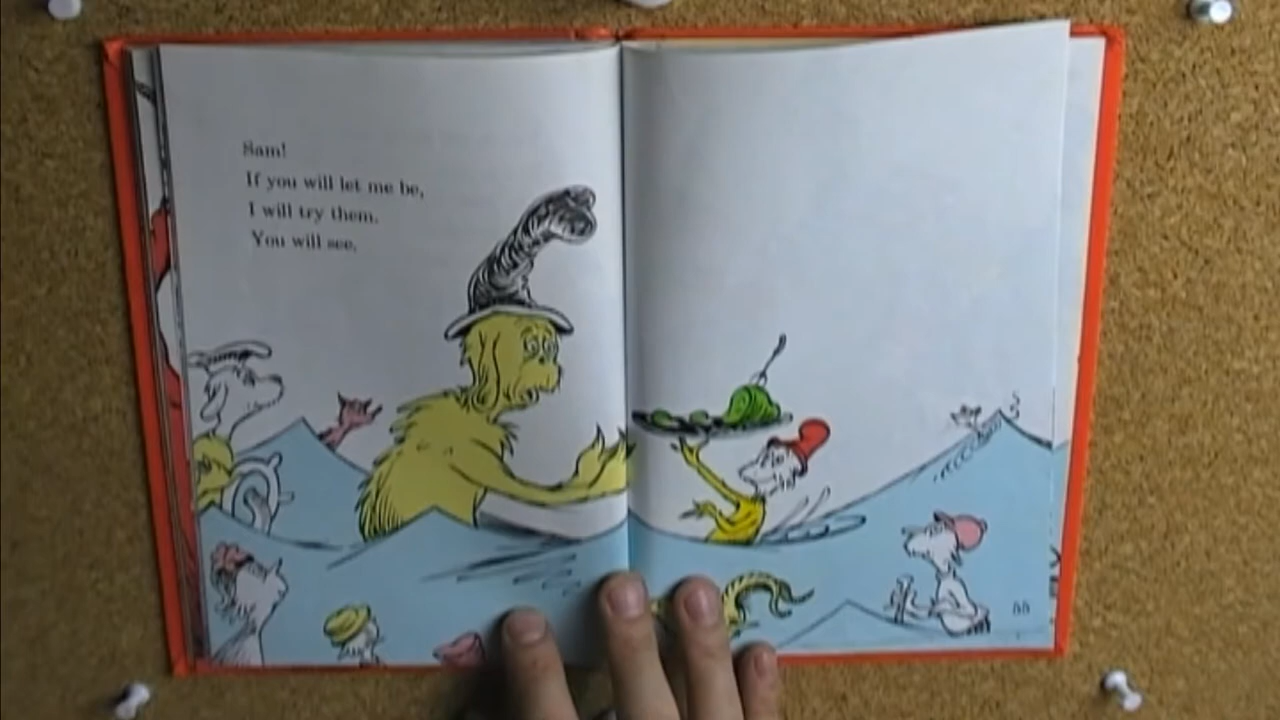 Sam!
If you will let me be,
I will try them.
You will see.
55